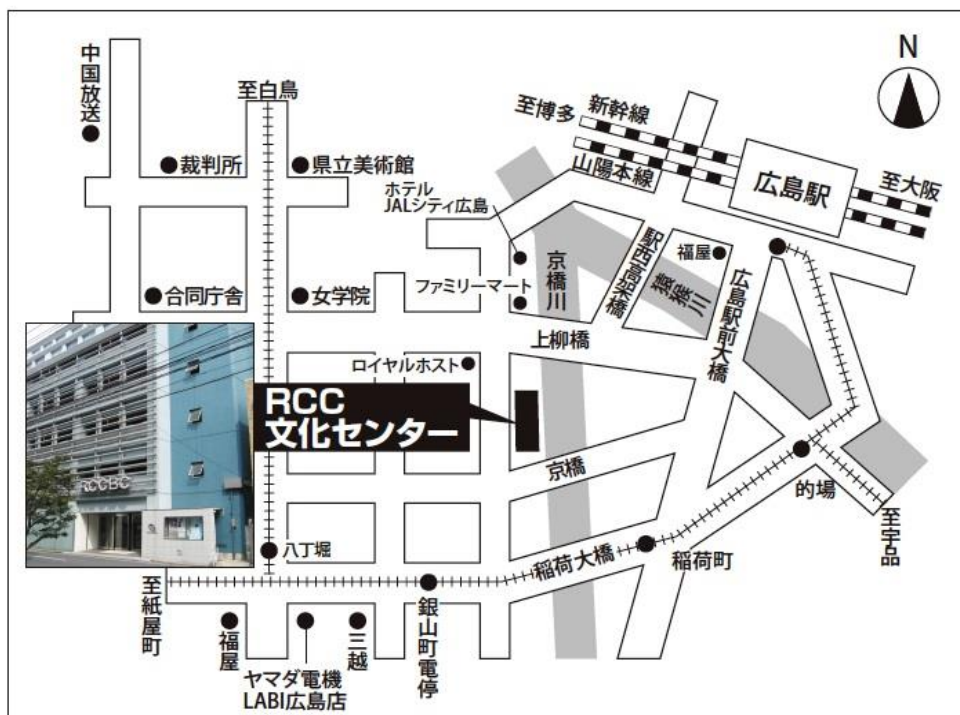 N
中国放送
至白鳥
至博多
新幹線
山陽本線
広島駅
至大阪
裁判所
県立美術館
ホテル
JALシティ広島
駅西高架橋
福屋
京橋川
猿猴川
広島駅前大橋
合同庁舎
女学院
ファミリーマート
上柳橋
ロイヤルホスト
RCC
文化センター
RCCBC
京橋
的場
至宇品
八丁堀
稲荷大橋
稲荷町
至紙屋町
福屋
ヤマダ電機
LABI広島店
三越
銀山町電停